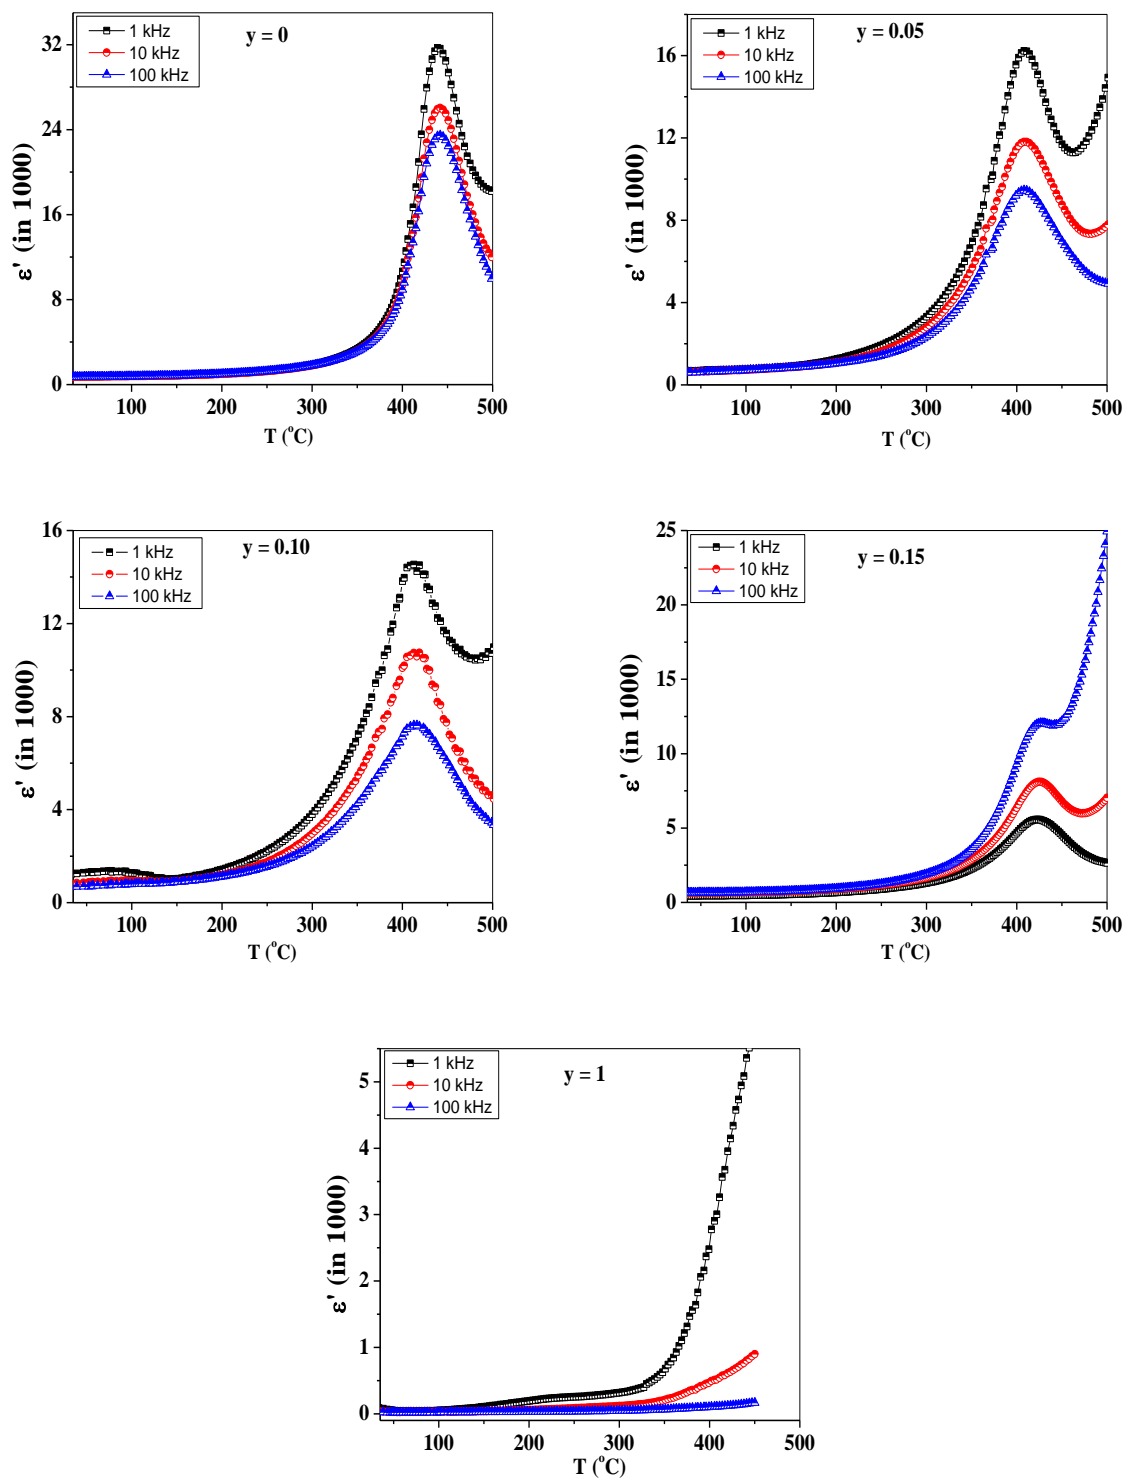 1 kHz
10 kHz
100 kHz
y = 0
32
24
16
8
0
ε' (in 1000)
100 200 300 400 500
T (°C)
1 kHz
10 kHz
100 kHz
y = 0.05
16
12
8
4
0
ε' (in 1000)
100 200 300 400 500
T (°C)
1 kHz
10 kHz
100 kHz
y = 0.10
16
12
8
4
0
ε' (in 1000)
100 200 300 400 500
T (°C)
1 kHz
10 kHz
100 kHz
y = 0.15
25
20
15
10
5
0
ε' (in 1000)
100 200 300 400 500
T (°C)
1 kHz
10 kHz
100 kHz
y = 1
5
4
3
2
1
0
ε' (in 1000)
100 200 300 400 500
T (°C)